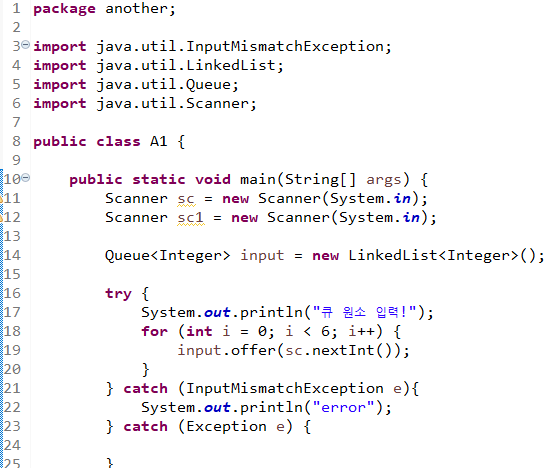 1 package another;
2
3 import java.util.InputMismatchException;
4 import java.util.LinkedList;
5 import java.util.Queue;
6 import java.util.Scanner;
7
8 public class A1 {
9
10 public static void main(String[] args) {
11 Scanner sc = new Scanner(System.in);
12 Scanner sc1 = new Scanner(System.in);
13
14 Queue<Integer> input = new LinkedList<Integer>();
15
16 try {
17 System.out.println("큐 원소 입력!");
18 for (int i = 0; i < 6; i++) {
19 input.offer(sc.nextInt());
20 }
21 } catch (InputMismatchException e){
22 System.out.println("error");
23 } catch (Exception e) {
24
25 }